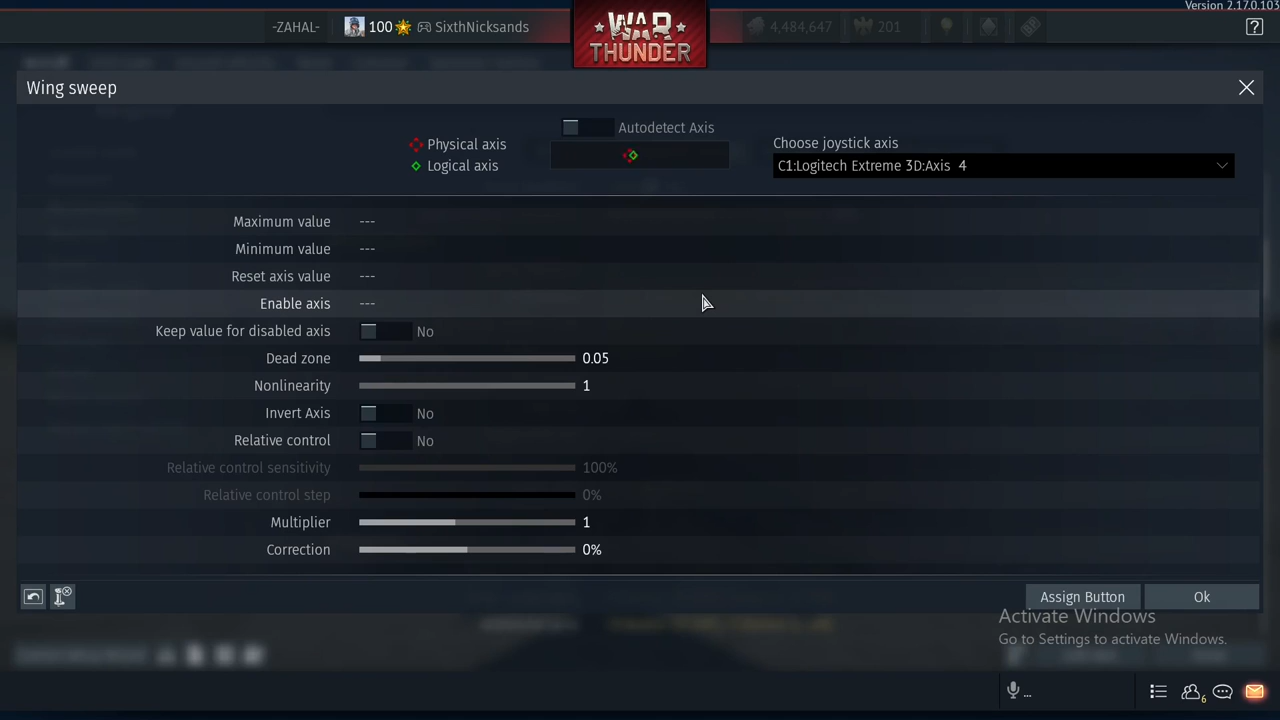 Version 2.17.0.103
-ZAHAL- 100 SixthNicksands
WAR
THUNDER
4,484,647 201
?
Wing sweep
Autodetect Axis
Physical axis
Logical axis
Choose joystick axis
C1:Logitech Extreme 3D:Axis 4
Maximum value ---
Minimum value ---
Reset axis value ---
Enable axis ---
Keep value for disabled axis No
Dead zone 0.05
Nonlinearity 1
Invert Axis No
Relative control No
Relative control sensitivity 100%
Relative control step 0%
Multiplier 1
Correction 0%
Assign Button Ok
Activate Windows
Go to Settings to activate Windows.
... 6